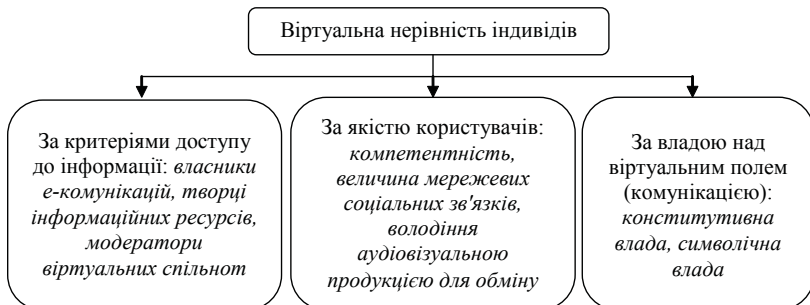 Віртуальна нерівність індивідів
За критеріями доступу
до інформації: власники
е-комунікацій, творці
інформаційних ресурсів,
модератори
віртуальних спільнот
За якістю користувачів:
компетентність,
величина мережевих
соціальних зв'язків,
володіння
аудіовізуальною
продукцією для обміну
За владою над
віртуальним полем
(комунікацією):
конститутивна
влада, символічна
влада